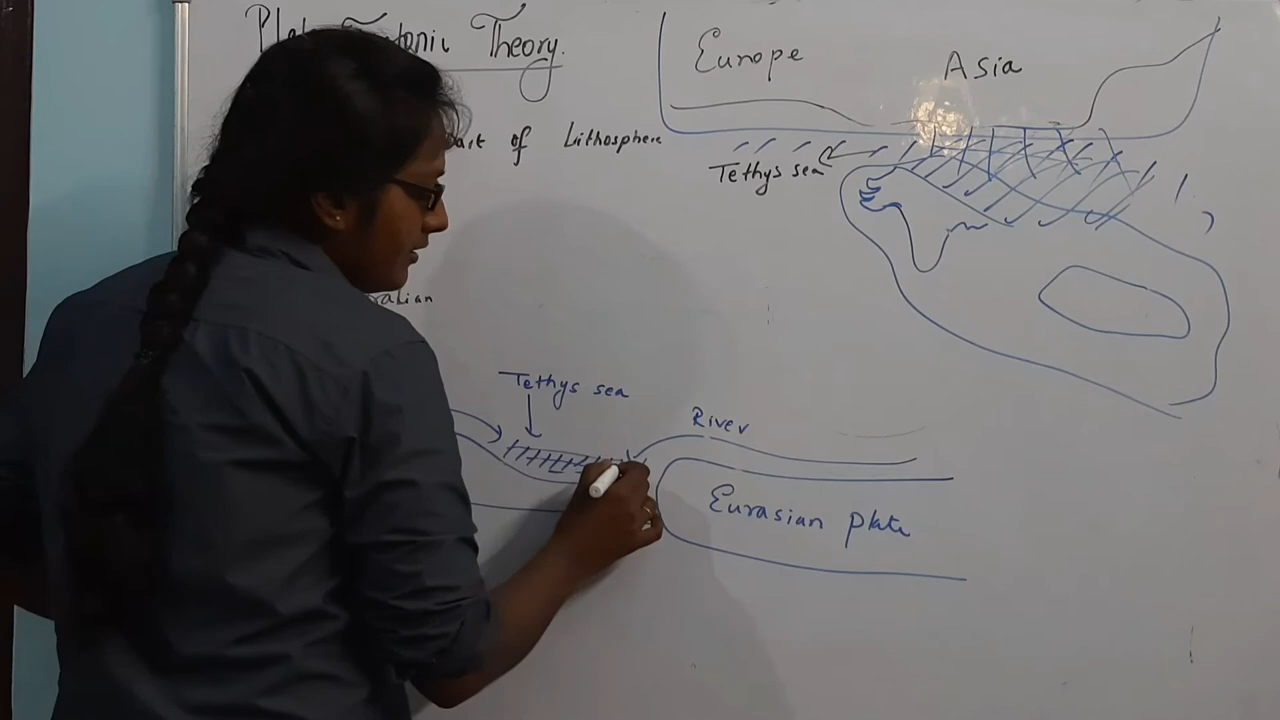 Theory.
Europe
Asia
of Lithosphere
Tethys sea
Tethys sea
River
Eurasian plate